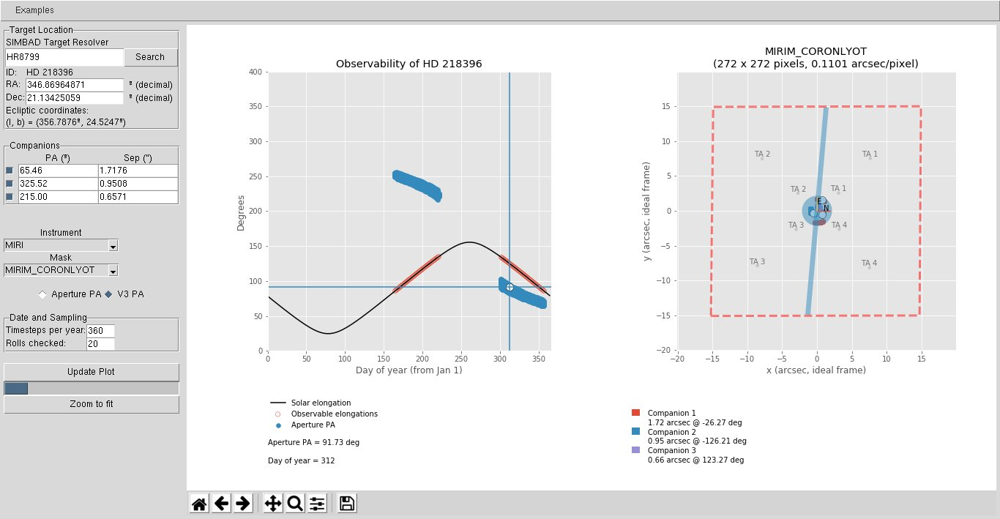 Examples
Target Location
SIMBAD Target Resolver
HR8799 Search
ID: HD 218396
RA: 346.86964871 º (decimal)
Dec: 21.13425059 º (decimal)
Ecliptic coordinates:
(l, b) = (356.7876º, 24.5247º)
Companions
PA (º) Sep (")
65.46 1.7176
325.52 0.9508
215.00 0.6571
Instrument
MIRI
Mask
MIRIM_CORONLYOT
Aperture PA V3 PA
Date and Sampling
Timesteps per year: 360
Rolls checked: 20
Update Plot
Zoom to fit
Observability of HD 218396
400
350
300
250
200
150
100
50
0
Degrees
0 50 100 150 200 250 300 350
Day of year (from Jan 1)
Solar elongation
Observable elongations
Aperture PA
Aperture PA = 91.73 deg
Day of year = 312
MIRIM_CORONLYOT
(272 x 272 pixels, 0.1101 arcsec/pixel)
15
10
5
0
−5
−10
−15
−20
y (arcsec, ideal frame)
TA 2 TA 1
TA 2 TA 1
E
N
TA 3 TA 4
TA 3 TA 4
−20 −15 −10 −5 0 5 10 15
x (arcsec, ideal frame)
Companion 1
1.72 arcsec @ -26.27 deg
Companion 2
0.95 arcsec @ -126.21 deg
Companion 3
0.66 arcsec @ 123.27 deg